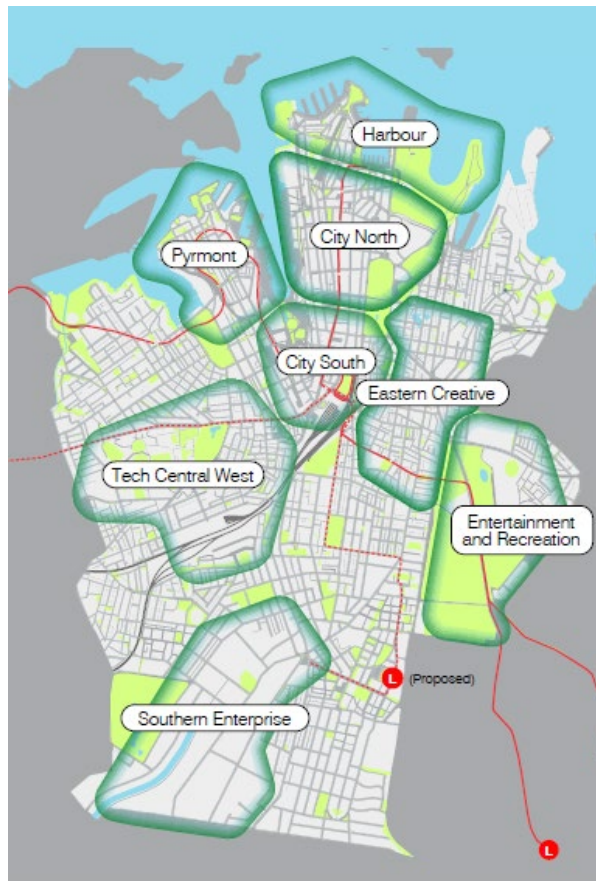 Harbour
City North
Pyrmont
City South
Eastern Creative
Tech Central West
Entertainment
and Recreation
L (Proposed)
Southern Enterprise
L